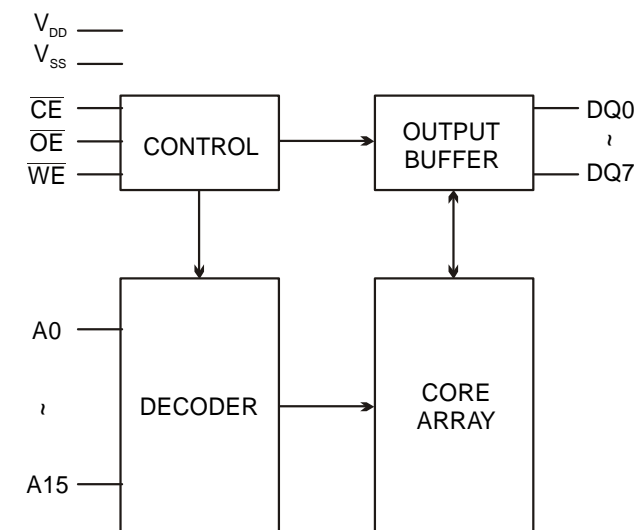 VDD
VSS
CE
OE
WE
CONTROL
OUTPUT
BUFFER
DQ0
~
DQ7
A0
~
A15
DECODER
CORE
ARRAY